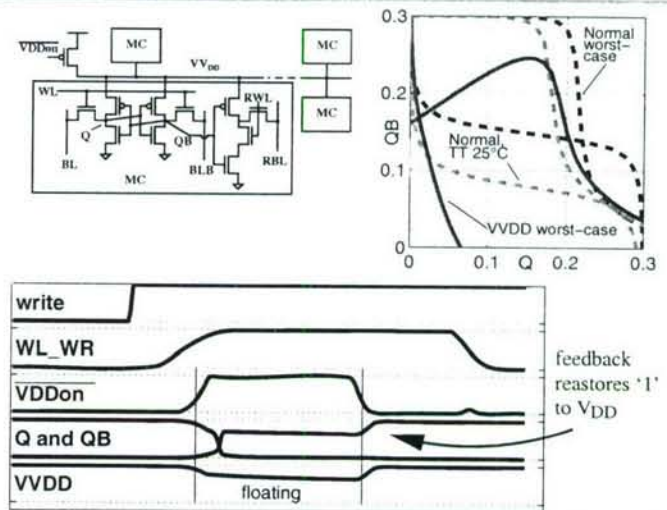 VDDon
MC
MC
VV_DD
WL
RWL
Q
QB
BL
BLB
RBL
MC
MC
0.3
0.2
0.1
0
QB
0
0.1
0.2
0.3
Q
Normal
worst-
case
Normal,
TT 25°C
VVDD worst-case
write
WL_WR
VDDon
Q and QB
VVDD
floating
feedback
reastores '1'
to V_DD